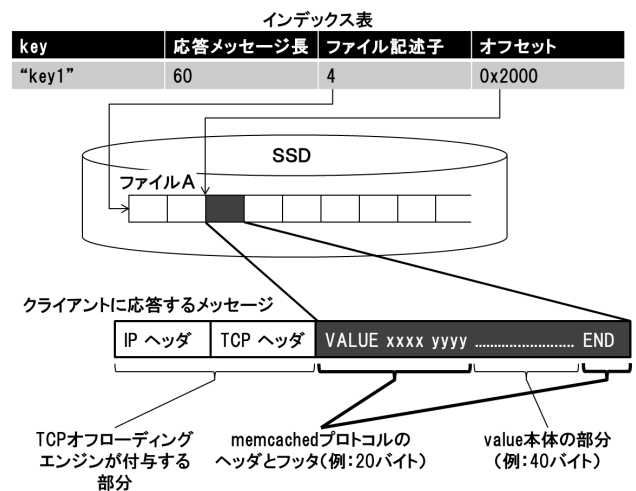 インデックス表
key 応答メッセージ長 ファイル記述子 オフセット
“key1” 60 4 0x2000
SSD
ファイルA
クライアントに応答するメッセージ
IP ヘッダ TCP ヘッダ VALUE xxxx yyyy .......................... END
TCPオフローディング
エンジンが付与する
部分
memcachedプロトコルの
ヘッダとフッタ(例:20バイト)
value本体の部分
(例:40バイト)